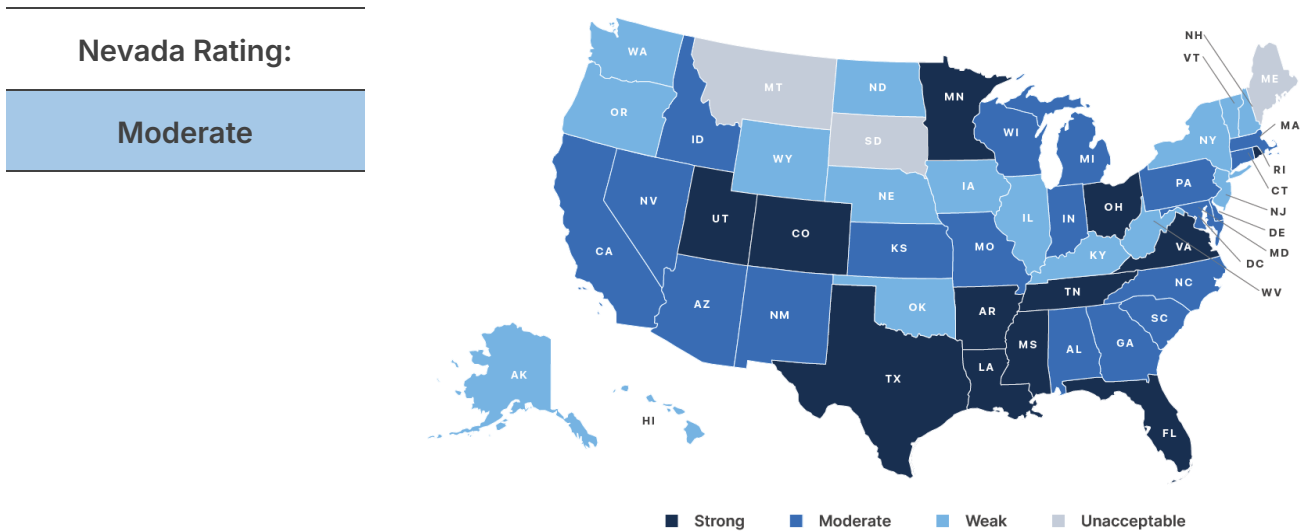 Nevada Rating:
Moderate
NH
VT
WA
MT
ND
MN
ME
OR
ID
SD
WI
MI
NY
MA
WY
RI
IA
PA
CT
NV
NE
IL
IN
OH
NJ
UT
CO
DE
CA
KS
MO
KY
VA
MD
DC
WV
AZ
NM
OK
AR
TN
NC
SC
MS
AL
GA
LA
TX
AK
HI
FL
Strong
Moderate
Weak
Unacceptable